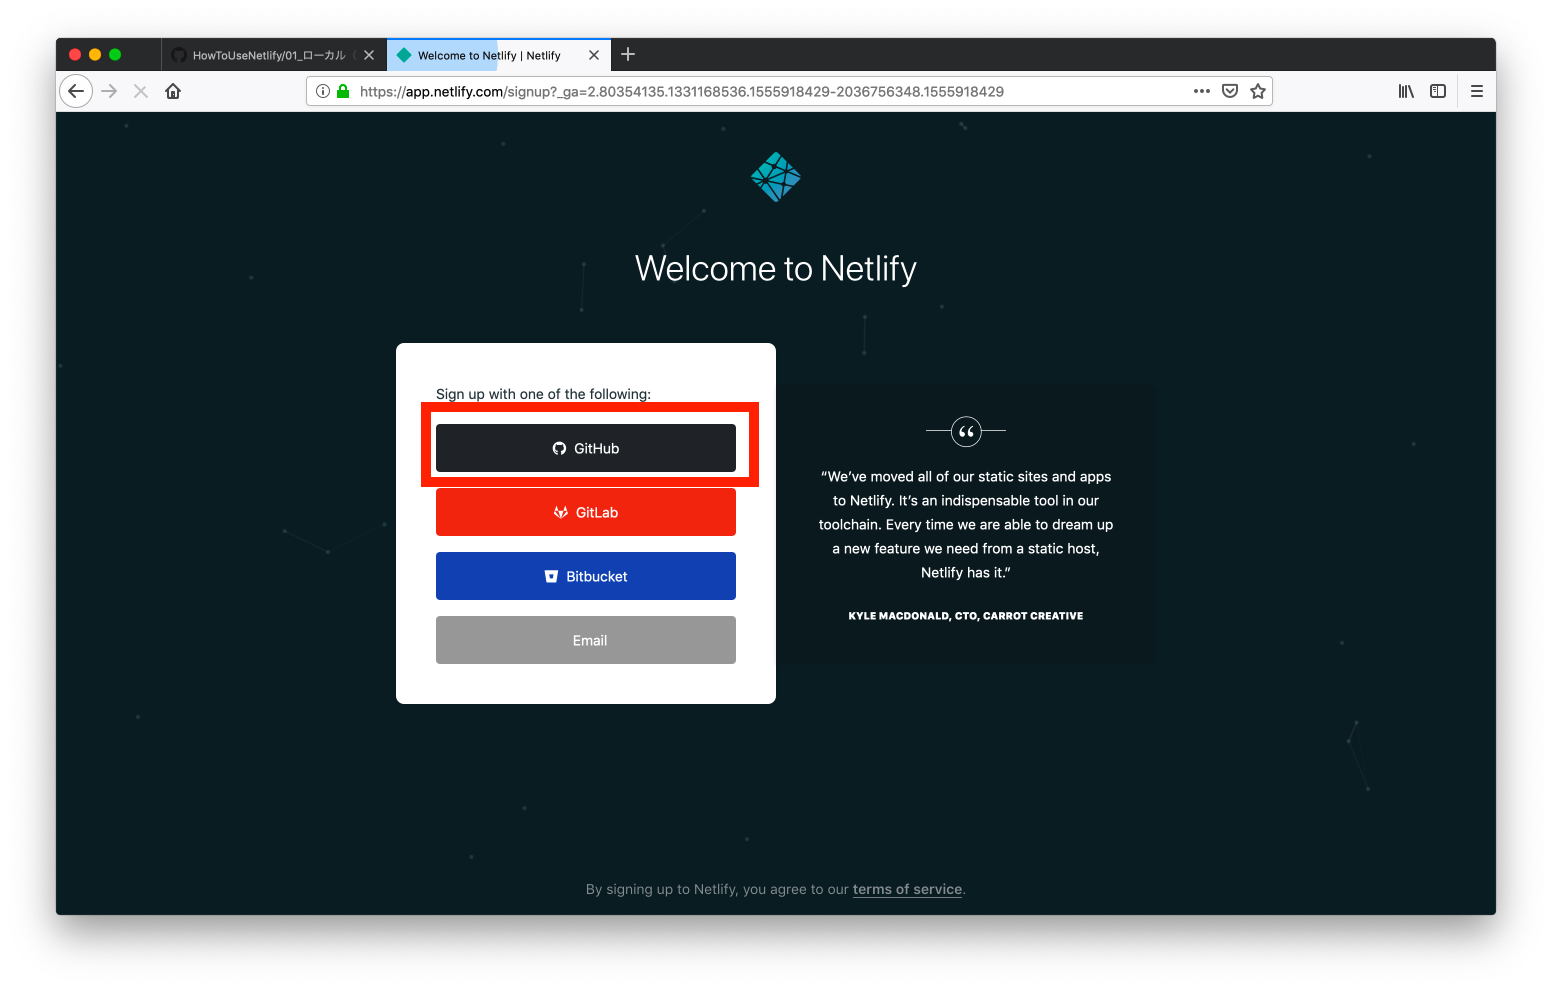 HowToUseNetlify/01_ローカル（
Welcome to Netlify | Netlify
https://app.netlify.com/signup?_ga=2.80354135.1331168536.1555918429-2036756348.1555918429
Welcome to Netlify
Sign up with one of the following:
GitHub
GitLab
Bitbucket
Email
“We’ve moved all of our static sites and apps
to Netlify. It’s an indispensable tool in our
toolchain. Every time we are able to dream up
a new feature we need from a static host,
Netlify has it.”
KYLE MACDONALD, CTO, CARROT CREATIVE
By signing up to Netlify, you agree to our terms of service.